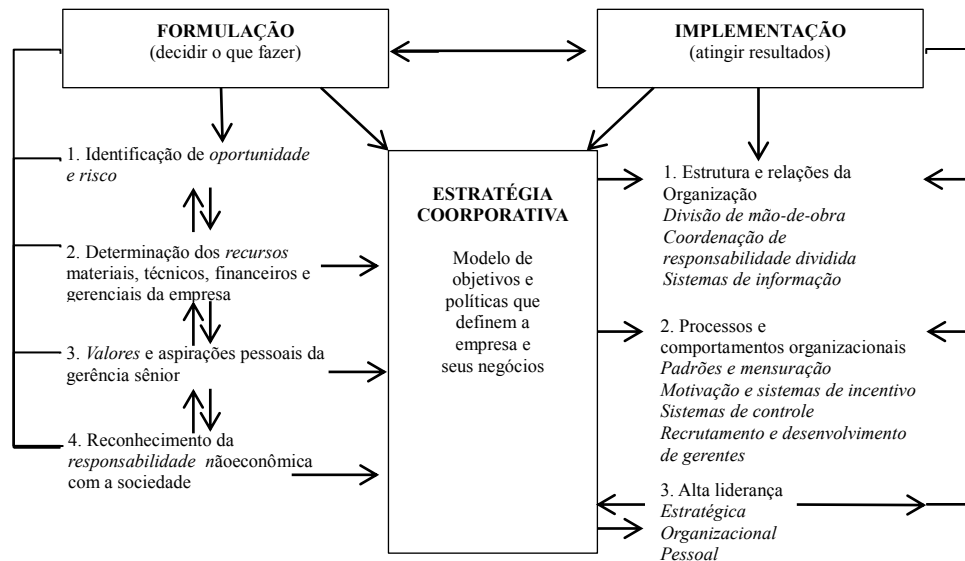 FORMULAÇÃO
(decidir o que fazer)
IMPLEMENTAÇÃO
(atingir resultados)
1. Identificação de oportunidade
e risco
2. Determinação dos recursos
materiais, técnicos, financeiros e
gerenciais da empresa
3. Valores e aspirações pessoais da
gerência sênior
4. Reconhecimento da
responsabilidade nãoeconômica
com a sociedade
ESTRATÉGIA
COORPORATIVA
Modelo de
objetivos e
políticas que
definem a
empresa e
seus negócios
1. Estrutura e relações da
Organização
Divisão de mão-de-obra
Coordenação de
responsabilidade dividida
Sistemas de informação
2. Processos e
comportamentos organizacionais
Padrões e mensuração
Motivação e sistemas de incentivo
Sistemas de controle
Recrutamento e desenvolvimento
de gerentes
3. Alta liderança
Estratégica
Organizacional
Pessoal